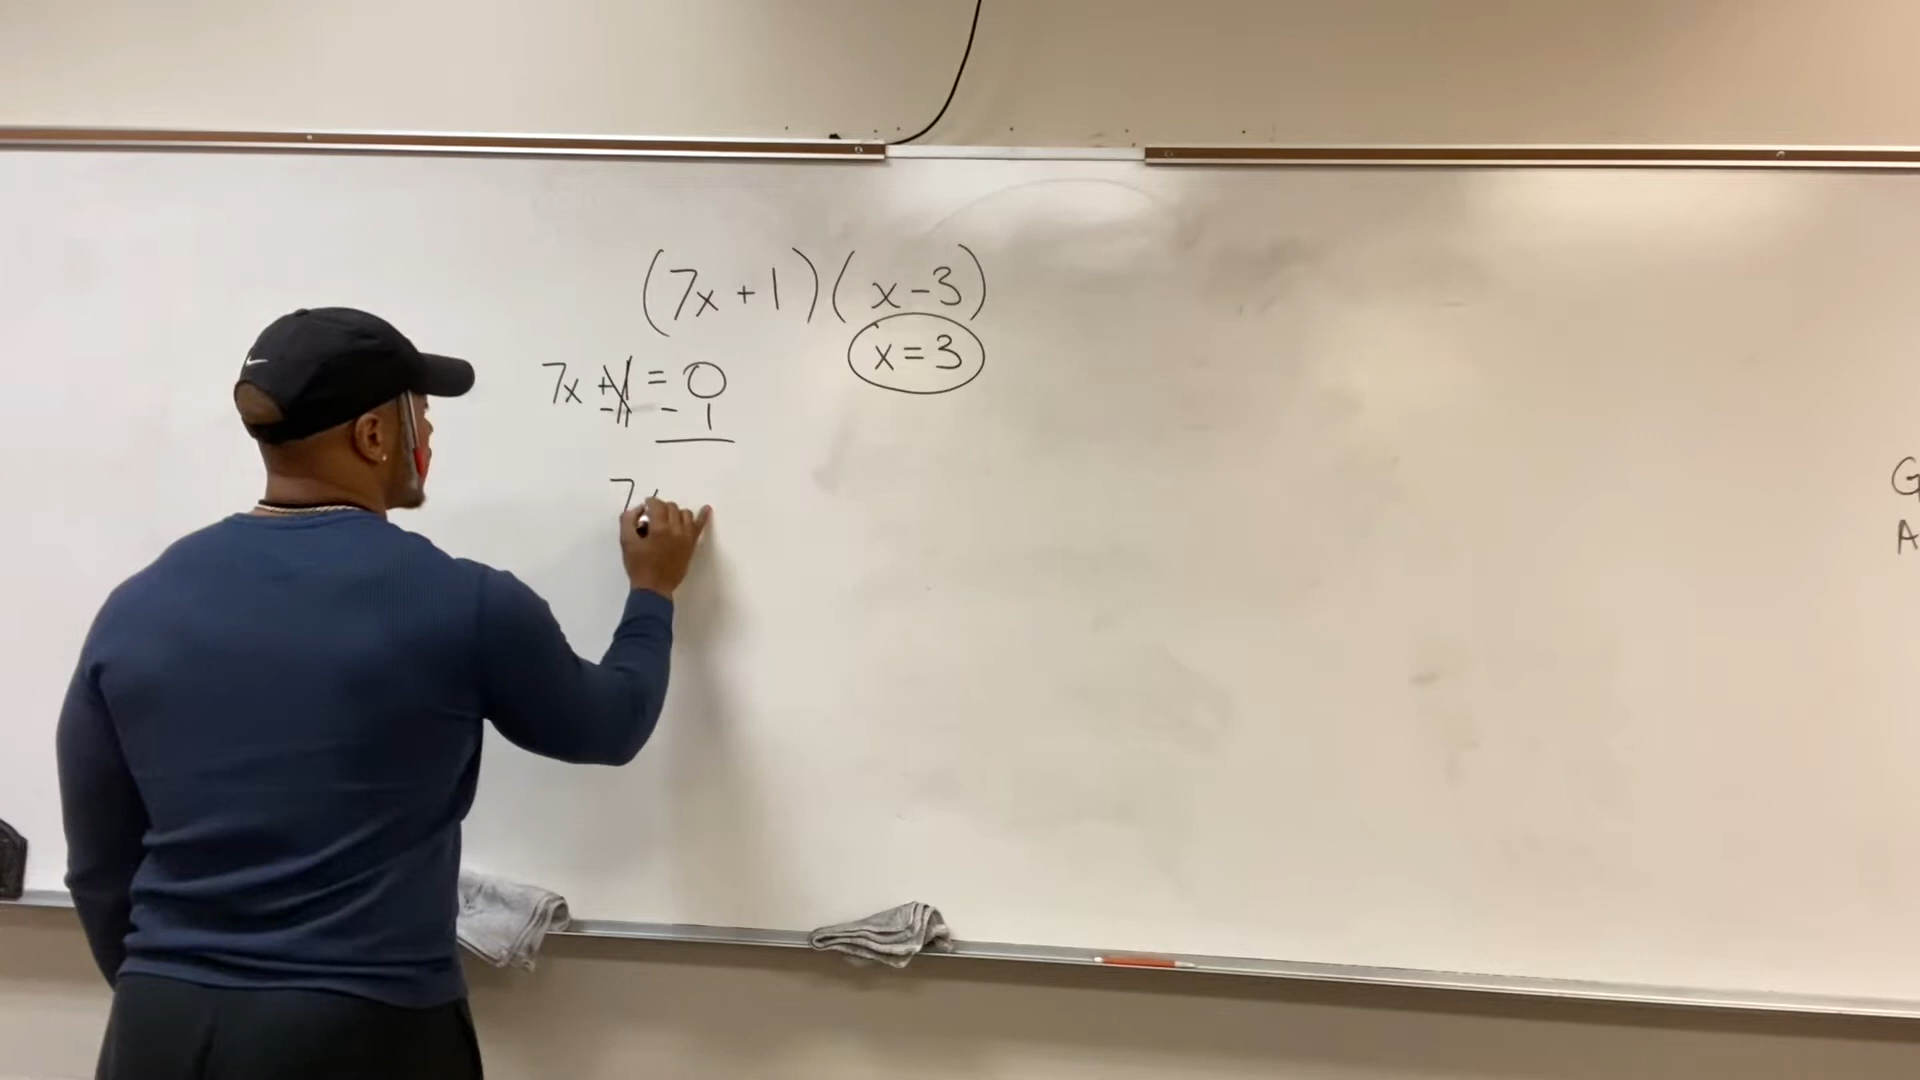 (7x+1)(x-3)
x=3
7x+1=0
-1 -1
7
G
A